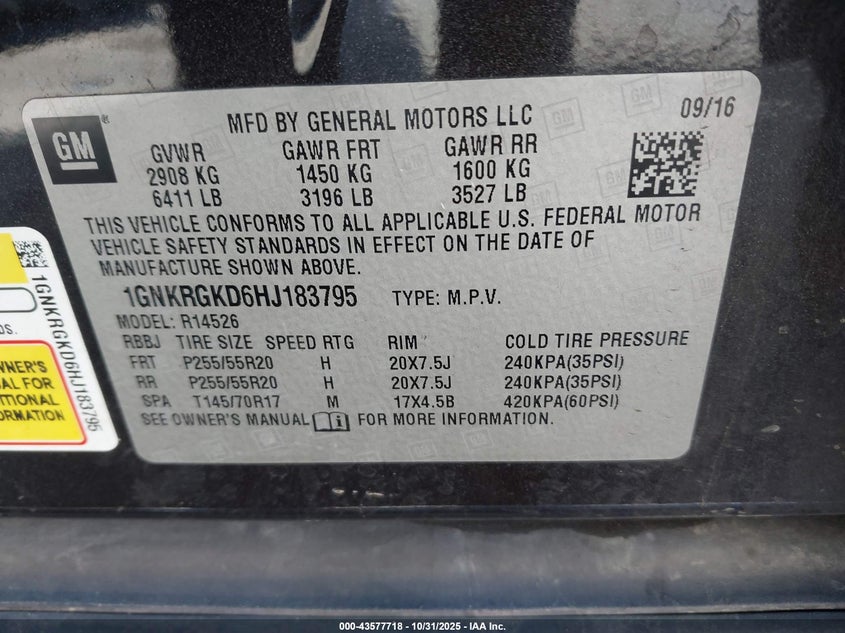 GM
MFD BY GENERAL MOTORS LLC
09/16
GVWR GAWR FRT GAWR RR
2908 KG 1450 KG 1600 KG
6411 LB 3196 LB 3527 LB
THIS VEHICLE CONFORMS TO ALL APPLICABLE U.S. FEDERAL MOTOR
VEHICLE SAFETY STANDARDS IN EFFECT ON THE DATE OF
MANUFACTURE SHOWN ABOVE.
1GNKRGKD6HJ183795 TYPE: M.P.V.
MODEL: R14526
RBBJ TIRE SIZE SPEED RTG RIM COLD TIRE PRESSURE
FRT P255/55R20 H 20X7.5J 240KPA(35PSI)
RR P255/55R20 H 20X7.5J 240KPA(35PSI)
SPA T145/70R17 M 17X4.5B 420KPA(60PSI)
SEE OWNER'S MANUAL FOR MORE INFORMATION.
1GNKRGKD6HJ183795
OWNER'S
FOR
000-43577718 - 10/31/2025 - IAA Inc.